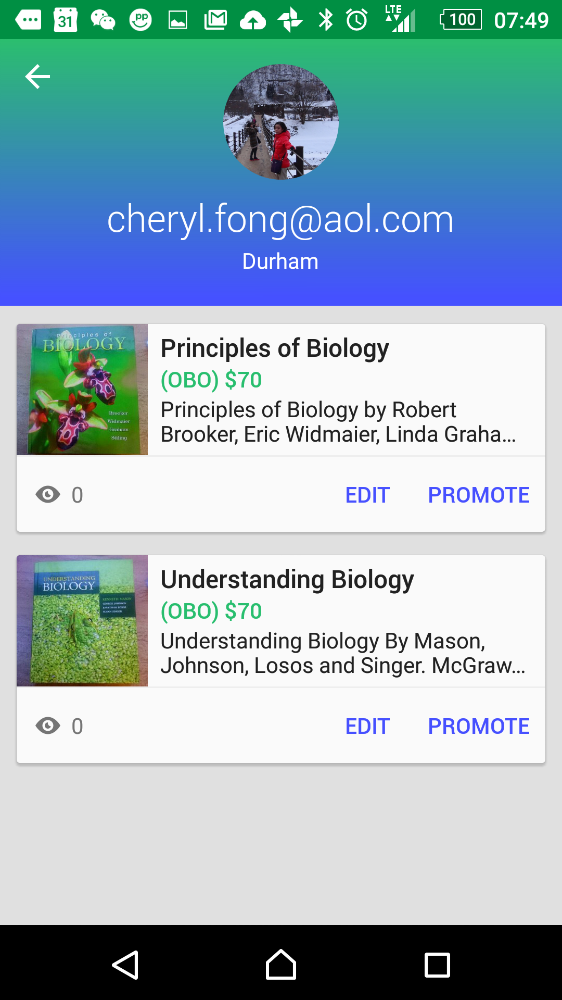 31
pp
LTE
100
07:49
cheryl.fong@aol.com
Durham
Principles of
BIOLOGY
Brooker
Widmaier
Graham
Stiling
Principles of Biology
(OBO) $70
Principles of Biology by Robert
Brooker, Eric Widmaier, Linda Graha...
0
EDIT
PROMOTE
UNDERSTANDING
BIOLOGY
KENNETH MASON
GEORGE JOHNSON
JONATHAN LOSOS
SUSAN SINGER
Understanding Biology
(OBO) $70
Understanding Biology By Mason,
Johnson, Losos and Singer. McGraw...
0
EDIT
PROMOTE